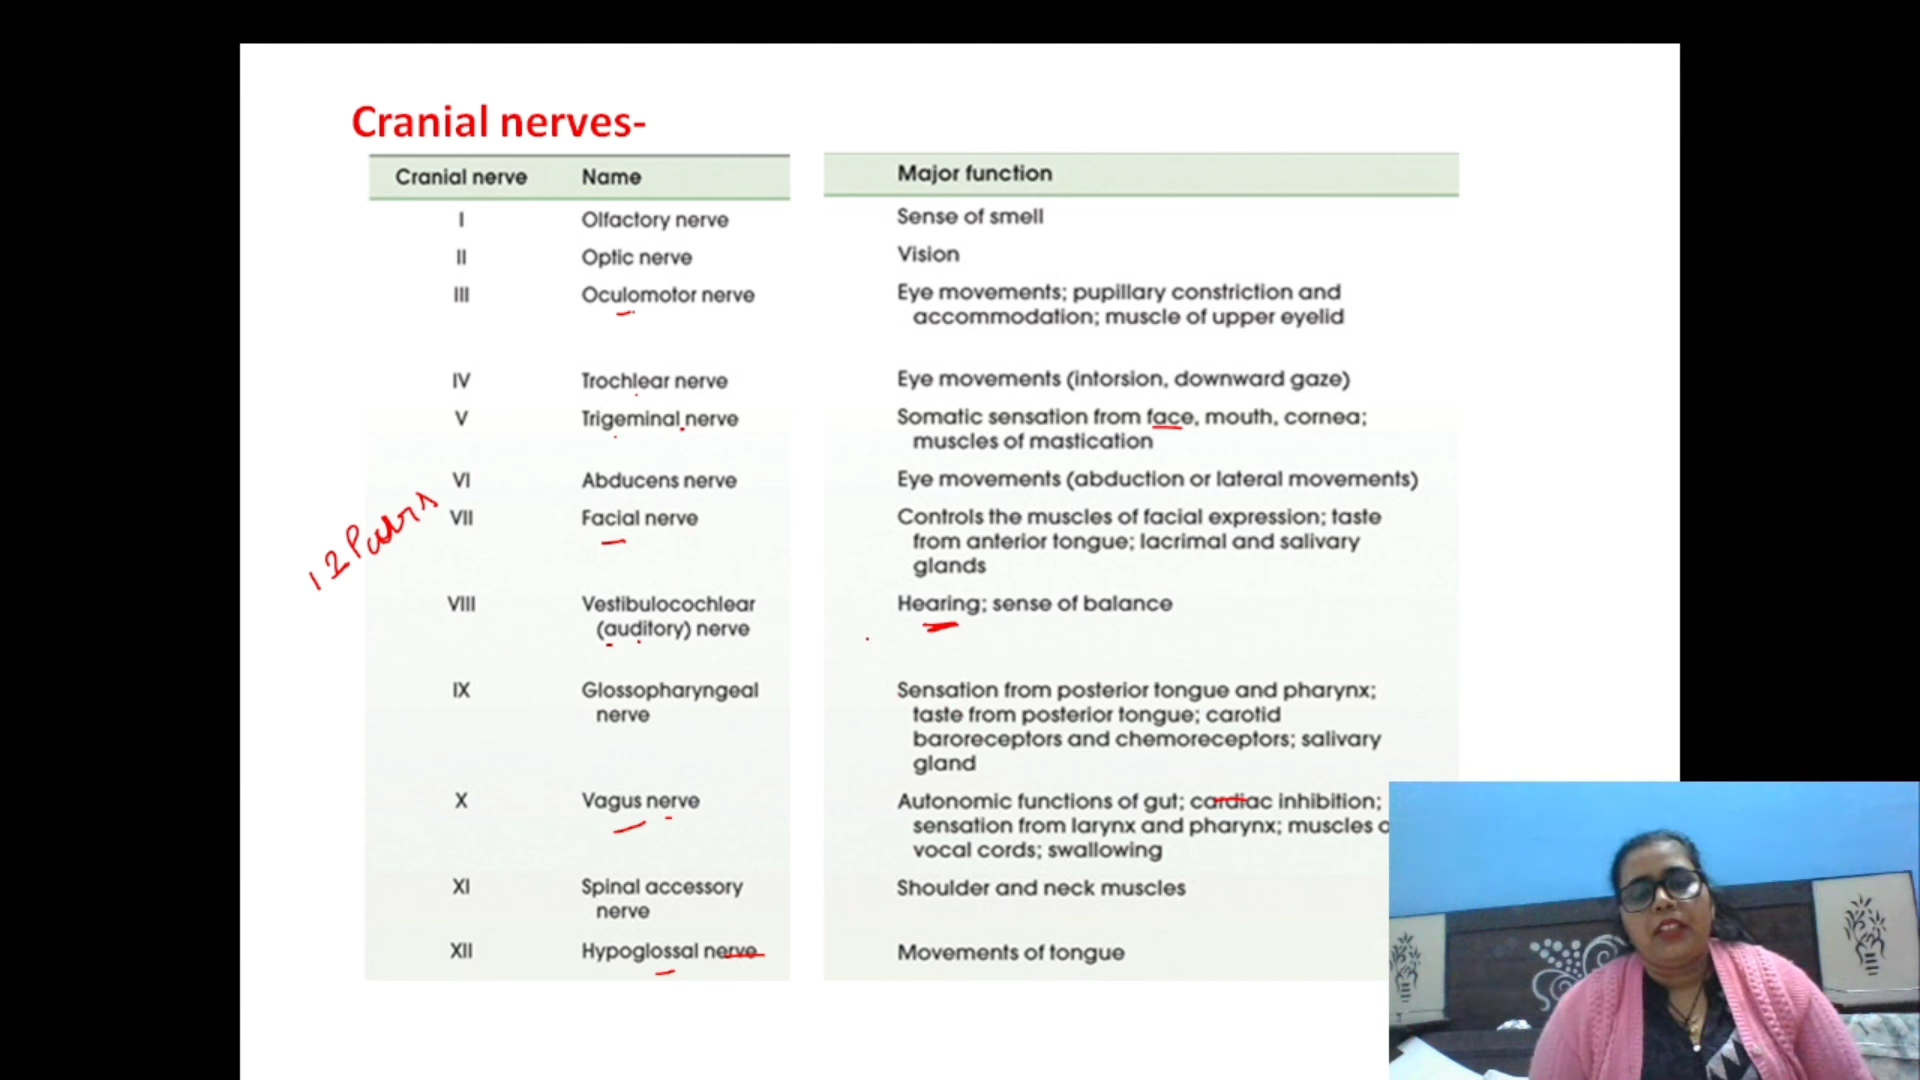 Cranial nerves-
Cranial nerve Name Major function
I Olfactory nerve Sense of smell
II Optic nerve Vision
III Oculomotor nerve Eye movements; pupillary constriction and
accommodation; muscle of upper eyelid
IV Trochlear nerve Eye movements (intorsion, downward gaze)
V Trigeminal nerve Somatic sensation from face, mouth, cornea;
muscles of mastication
VI Abducens nerve Eye movements (abduction or lateral movements)
12 Pairs
VII Facial nerve Controls the muscles of facial expression; taste
from anterior tongue; lacrimal and salivary
glands
VIII Vestibulocochlear Hearing; sense of balance
(auditory) nerve
IX Glossopharyngeal Sensation from posterior tongue and pharynx;
nerve taste from posterior tongue; carotid
baroreceptors and chemoreceptors; salivary
gland
X Vagus nerve Autonomic functions of gut; cardiac inhibition;
sensation from larynx and pharynx; muscles
vocal cords; swallowing
XI Spinal accessory Shoulder and neck muscles
nerve
XII Hypoglossal nerve Movements of tongue